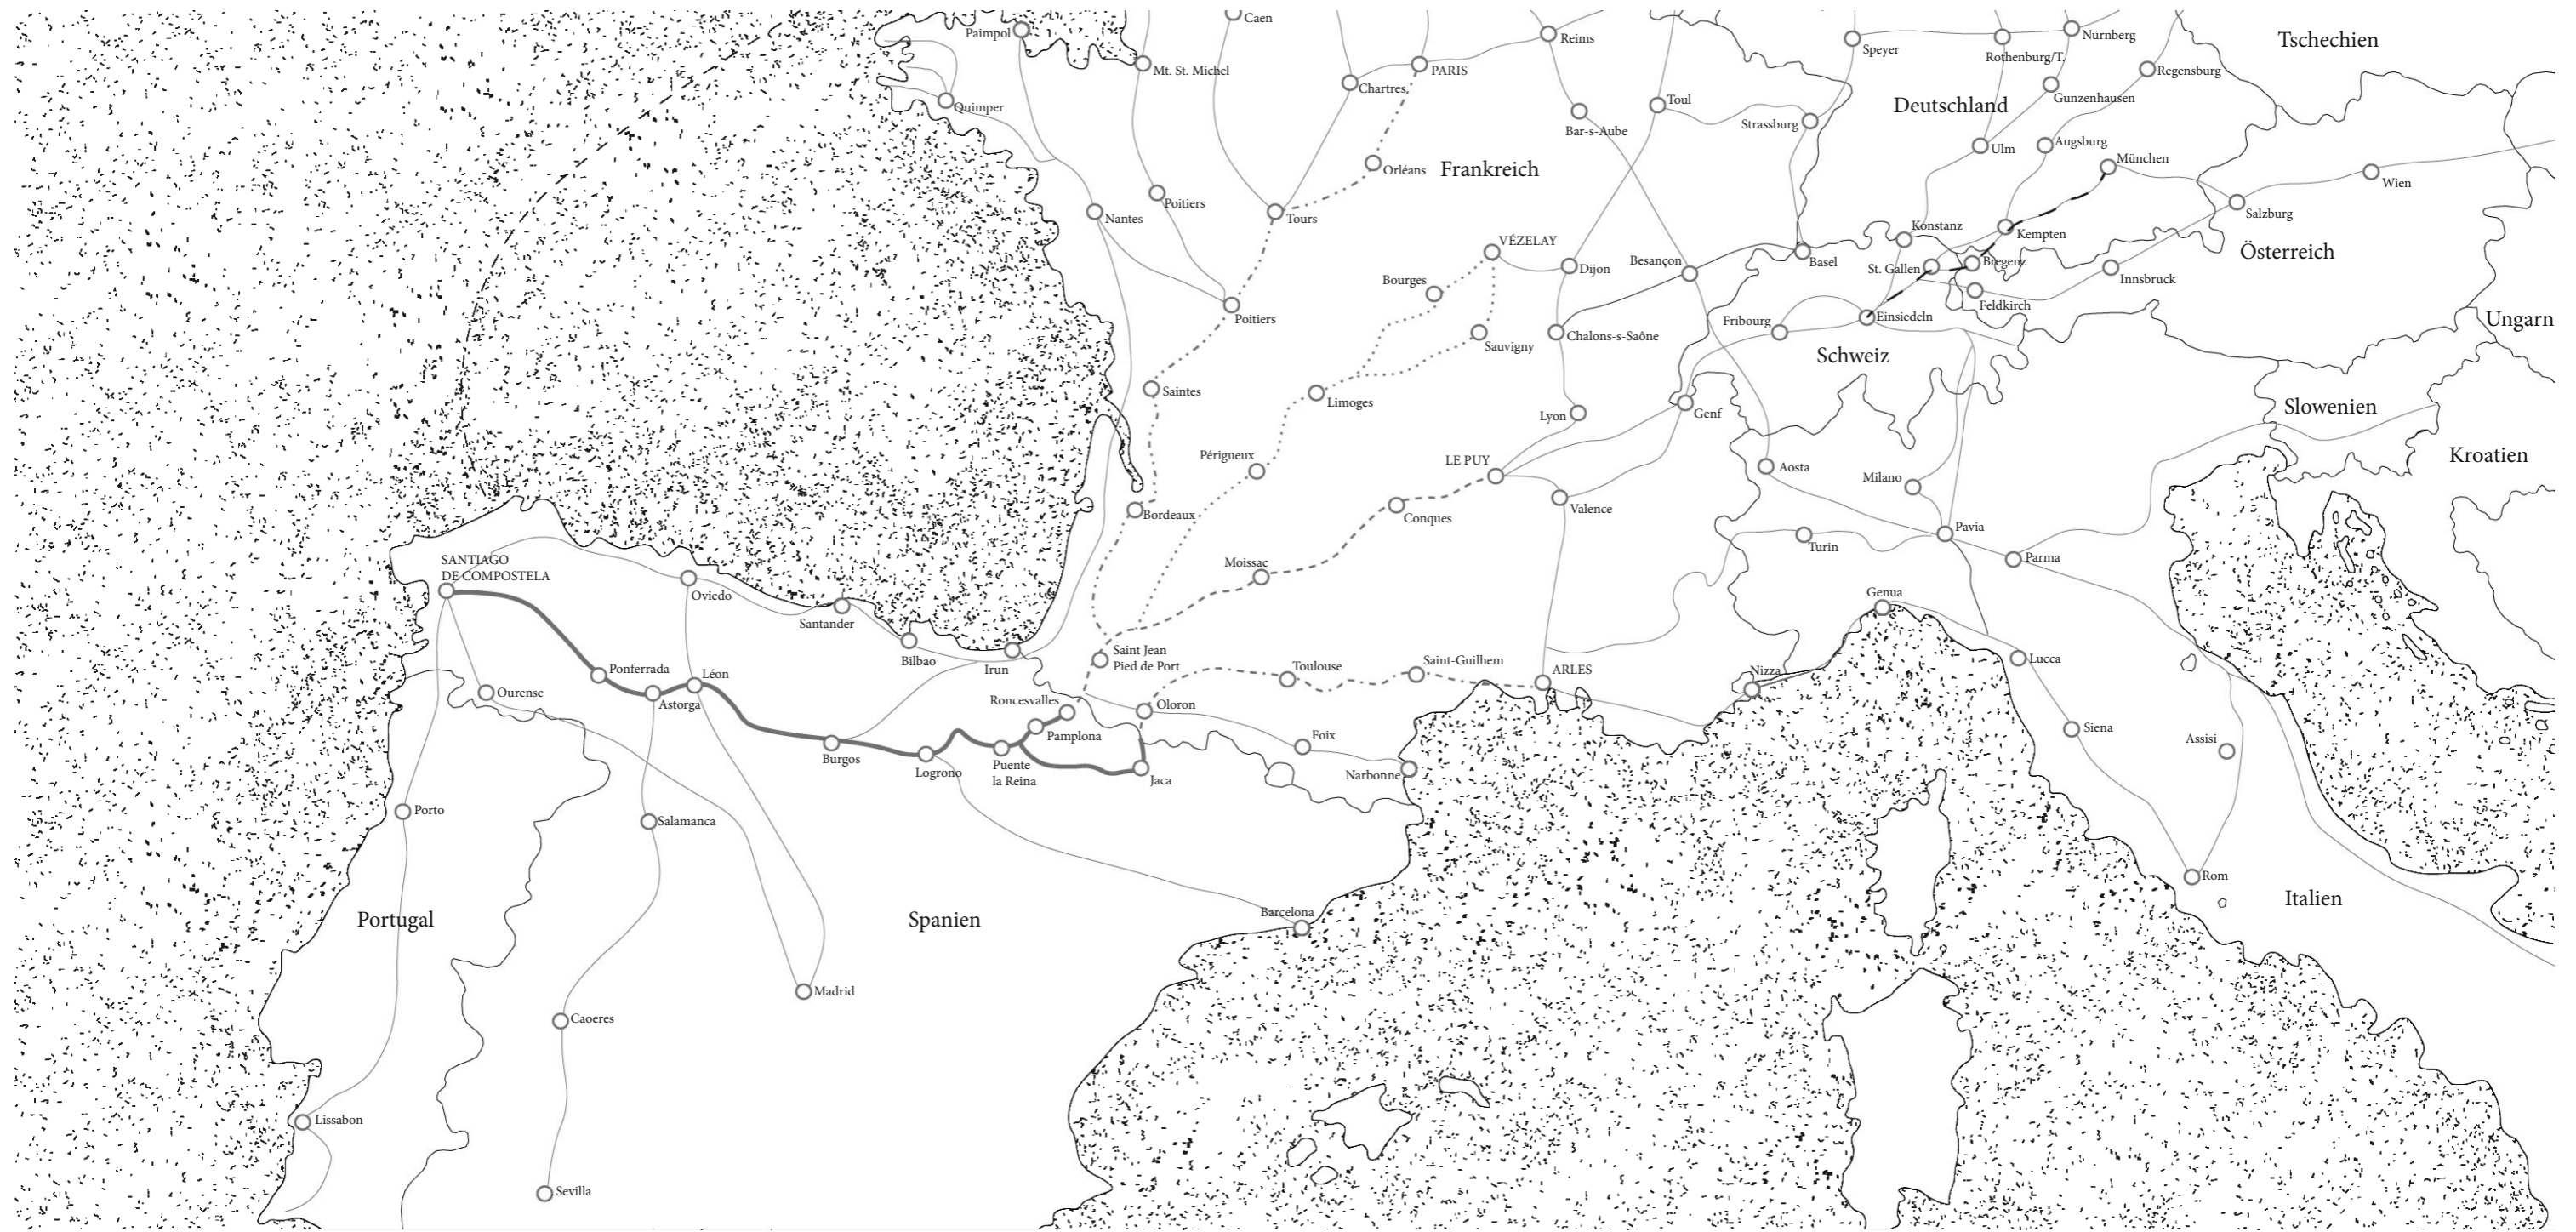 Caen
Paimpol
Mt. St. Michel
Quimper
Chartres
PARIS
Reims
Bar-s-Aube
Toul
Strassburg
Speyer
Rothenburg/T.
Nürnberg
Gunzenhausen
Regensburg
Tschechien
Deutschland
Ulm
Augsburg
München
Wien
Salzburg
Orléans
Frankreich
Poitiers
Nantes
Tours
VÉZELAY
Dijon
Besançon
Basel
Konstanz
Kempten
St. Gallen
Bregenz
Innsbruck
Österreich
Feldkirch
Einsiedeln
Fribourg
Schweiz
Ungarn
Bourges
Poitiers
Sauvigny
Chalons-s-Saône
Saintes
Limoges
Lyon
Genf
Slowenien
Kroatien
Périgueux
LE PUY
Aosta
Milano
Bordeaux
Conques
Valence
Pavia
Turin
Parma
SANTIAGO
DE COMPOSTELA
Moissac
Oviedo
Santander
Genua
Bilbao
Irun
Saint Jean
Pied de Port
Toulouse
Saint-Guilhem
ARLES
Nizza
Lucca
Ponferrada
Léon
Ourense
Astorga
Roncesvalles
Oloron
Pamplona
Foix
Siena
Assisi
Burgos
Logrono
Puente
la Reina
Jaca
Narbonne
Porto
Salamanca
Rom
Italien
Portugal
Spanien
Barcelona
Madrid
Caoeres
Lissabon
Sevilla